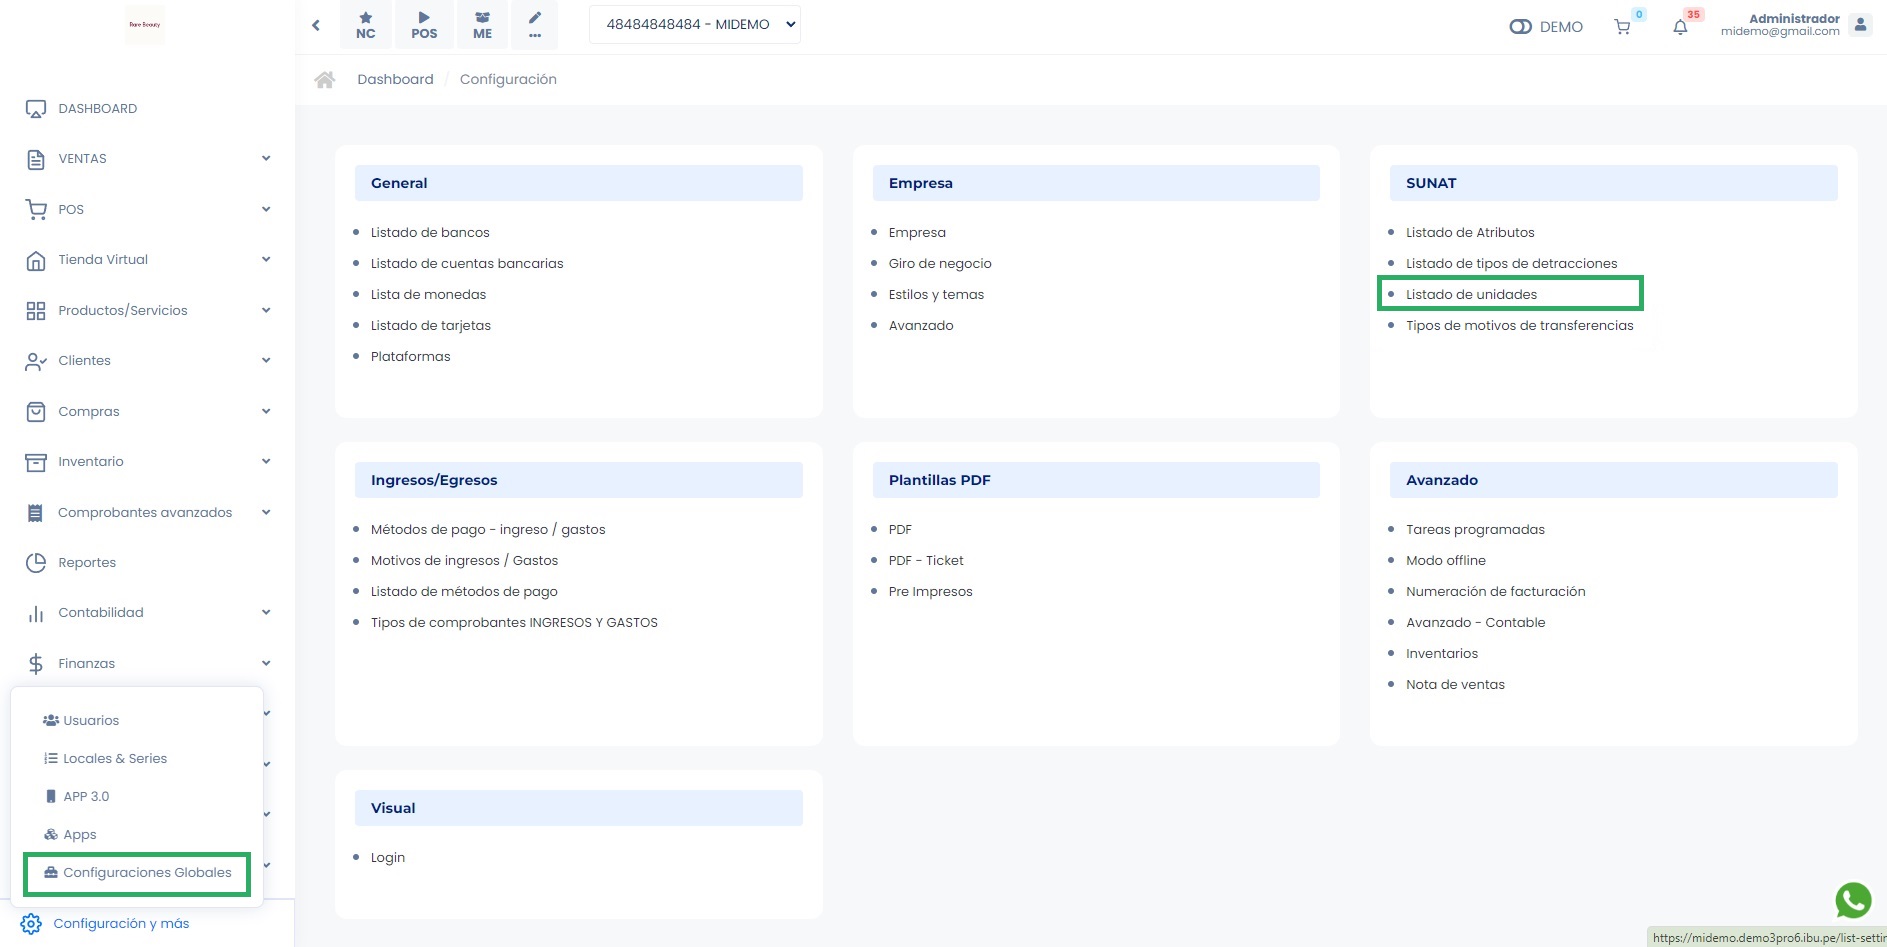 Rare Beauty
NC
POS
ME
...
48484848484 - MIDEMO
DEMO
0
35
Administrador
midemo@gmail.com
Dashboard / Configuración
DASHBOARD
VENTAS
POS
Tienda Virtual
Productos/Servicios
Clientes
Compras
Inventario
Comprobantes avanzados
Reportes
Contabilidad
Finanzas
Usuarios
Locales & Series
APP 3.0
Apps
Configuraciones Globales
Configuración y más
General
Listado de bancos
Listado de cuentas bancarias
Lista de monedas
Listado de tarjetas
Plataformas
Empresa
Empresa
Giro de negocio
Estilos y temas
Avanzado
SUNAT
Listado de Atributos
Listado de tipos de detracciones
Listado de unidades
Tipos de motivos de transferencias
Ingresos/Egresos
Métodos de pago - ingreso / gastos
Motivos de ingresos / Gastos
Listado de métodos de pago
Tipos de comprobantes INGRESOS Y GASTOS
Plantillas PDF
PDF
PDF - Ticket
Pre Impresos
Avanzado
Tareas programadas
Modo offline
Numeración de facturación
Avanzado - Contable
Inventarios
Nota de ventas
Visual
Login
https://midemo.demo3pro6.ibu.pe/list-settin